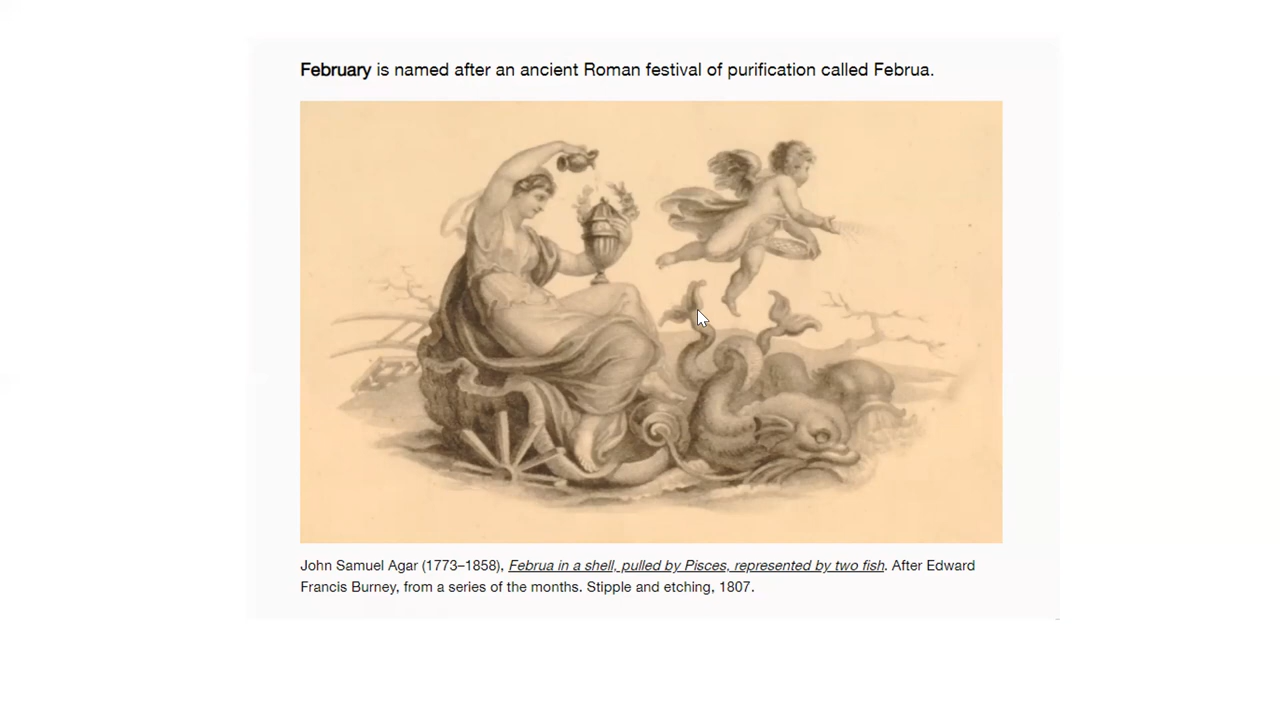 February is named after an ancient Roman festival of purification called Februa.
John Samuel Agar (1773–1858), Februa in a shell, pulled by Pisces, represented by two fish. After Edward
Francis Burney, from a series of the months. Stipple and etching, 1807.